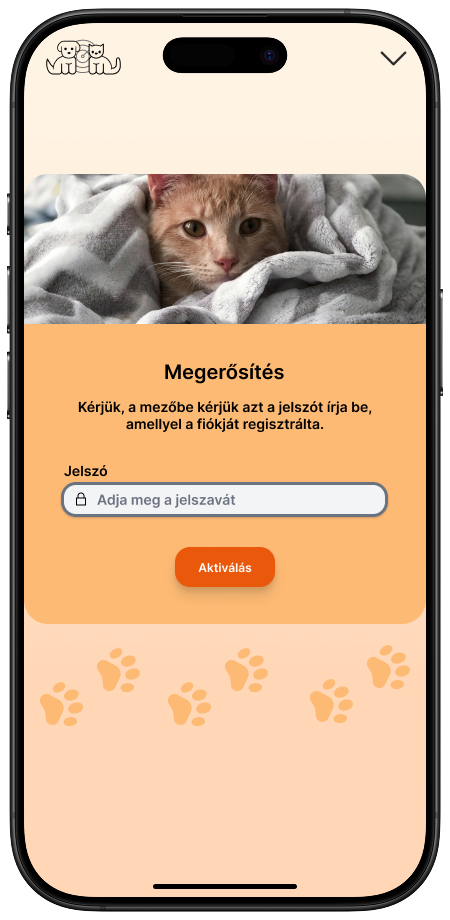 Megerősítés
Kérjük, a mezőbe kérjük azt a jelszót írja be,
amellyel a fiókját regisztrálta.
Jelszó
Adja meg a jelszavát
Aktiválás